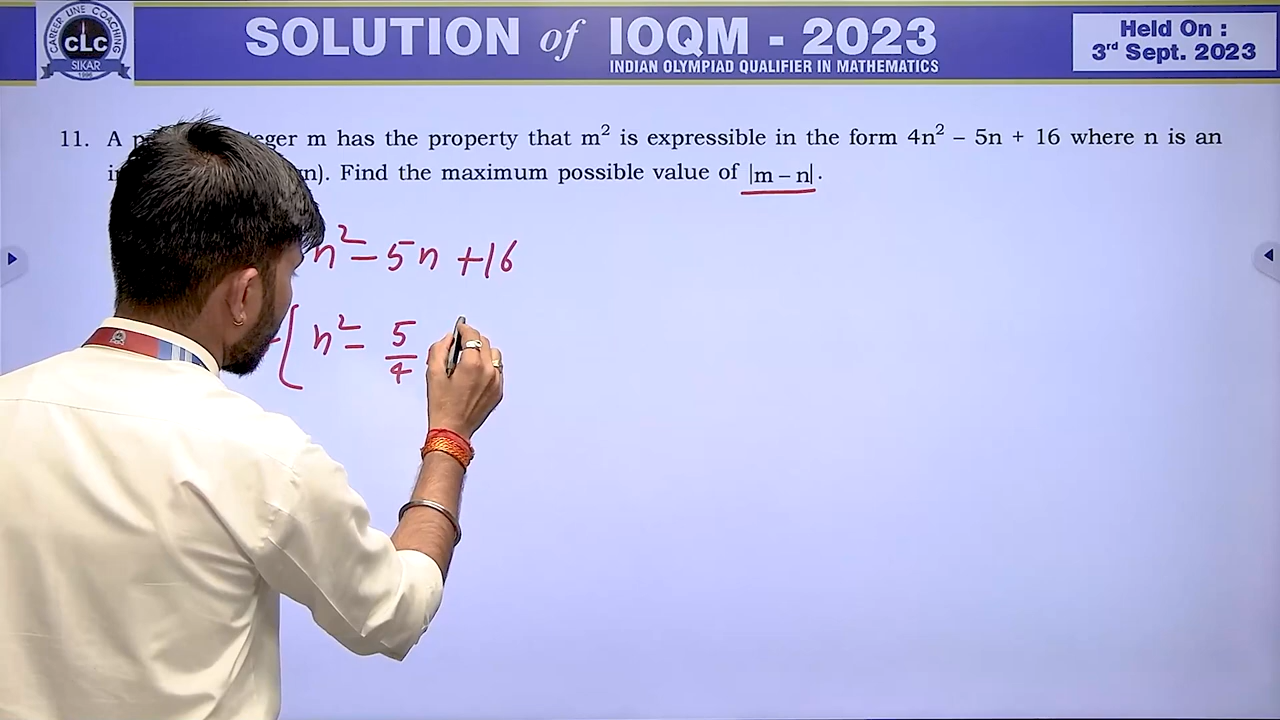 CAREER LINE COACHING
CLC
SIKAR
1996
SOLUTION of IOQM - 2023
INDIAN OLYMPIAD QUALIFIER IN MATHEMATICS
Held On :
3rd Sept. 2023
11. A eger m has the property that m² is expressible in the form 4n² – 5n + 16 where n is an
n). Find the maximum possible value of |m – n|.
n² – 5n + 16
[n² – 5/4